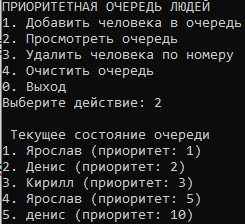 ПРИОРИТЕТНАЯ ОЧЕРЕДЬ ЛЮДЕЙ
1. Добавить человека в очередь
2. Просмотреть очередь
3. Удалить человека по номеру
4. Очистить очередь
0. Выход
Выберите действие: 2
Текущее состояние очереди
1. Ярослав (приоритет: 1)
2. Денис (приоритет: 2)
3. Кирилл (приоритет: 3)
4. Ярослав (приоритет: 5)
5. денис (приоритет: 10)